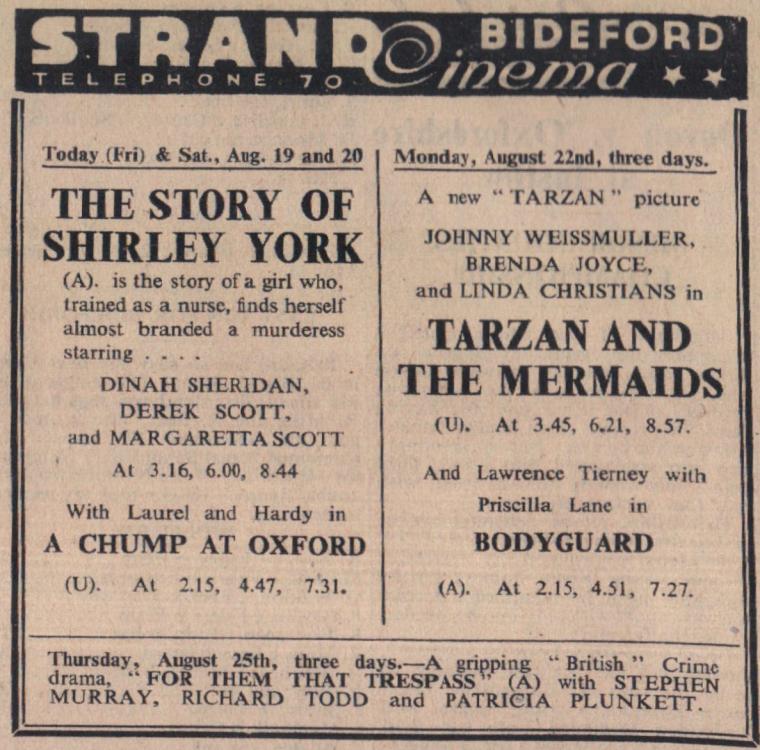 STRAND Cinema BIDEFORD
TELEPHONE 70
Today (Fri) & Sat., Aug. 19 and 20
THE STORY OF
SHIRLEY YORK
(A). is the story of a girl who,
trained as a nurse, finds herself
almost branded a murderess
starring . . . .
DINAH SHERIDAN,
DEREK SCOTT,
and MARGARETTA SCOTT
At 3.16, 6.00, 8.44
With Laurel and Hardy in
A CHUMP AT OXFORD
(U). At 2.15, 4.47, 7.31.
Monday, August 22nd, three days.
A new "TARZAN" picture
JOHNNY WEISSMULLER,
BRENDA JOYCE,
and LINDA CHRISTIANS in
TARZAN AND
THE MERMAIDS
(U). At 3.45, 6.21, 8.57.
And Lawrence Tierney with
Priscilla Lane in
BODYGUARD
(A). At 2.15, 4.51, 7.27.
Thursday, August 25th, three days.—A gripping "British" Crime
drama, "FOR THEM THAT TRESPASS" (A) with STEPHEN
MURRAY, RICHARD TODD and PATRICIA PLUNKETT.